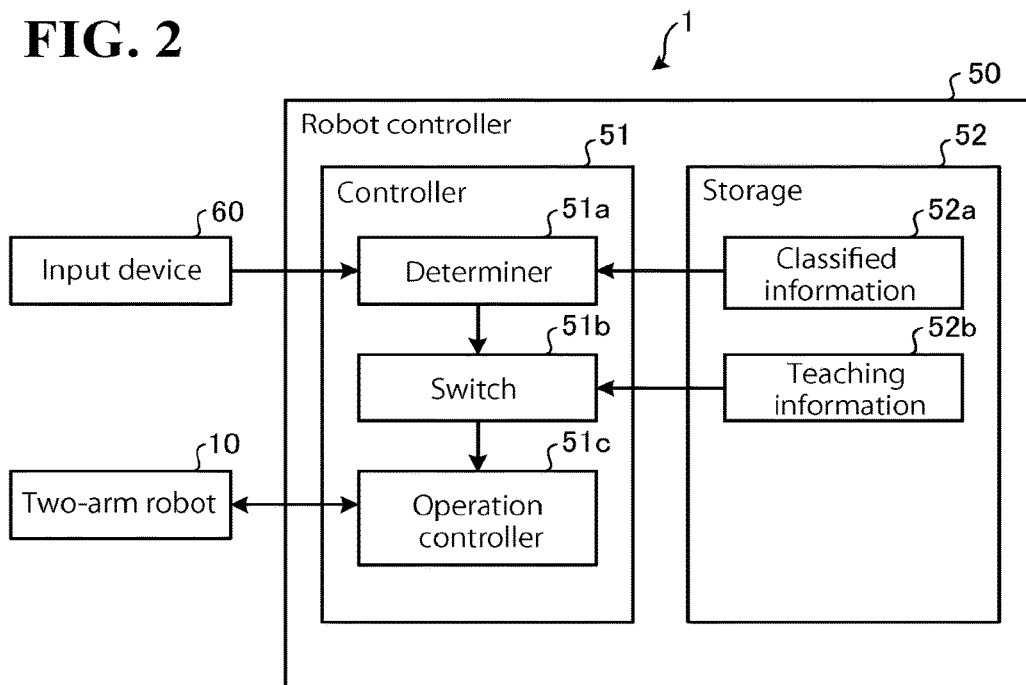 FIG. 2
1
50
Robot controller
51
52
Controller
Storage
60
51a
52a
Input device
Determiner
Classified
information
51b
52b
Switch
Teaching
information
10
51c
Two-arm robot
Operation
controller